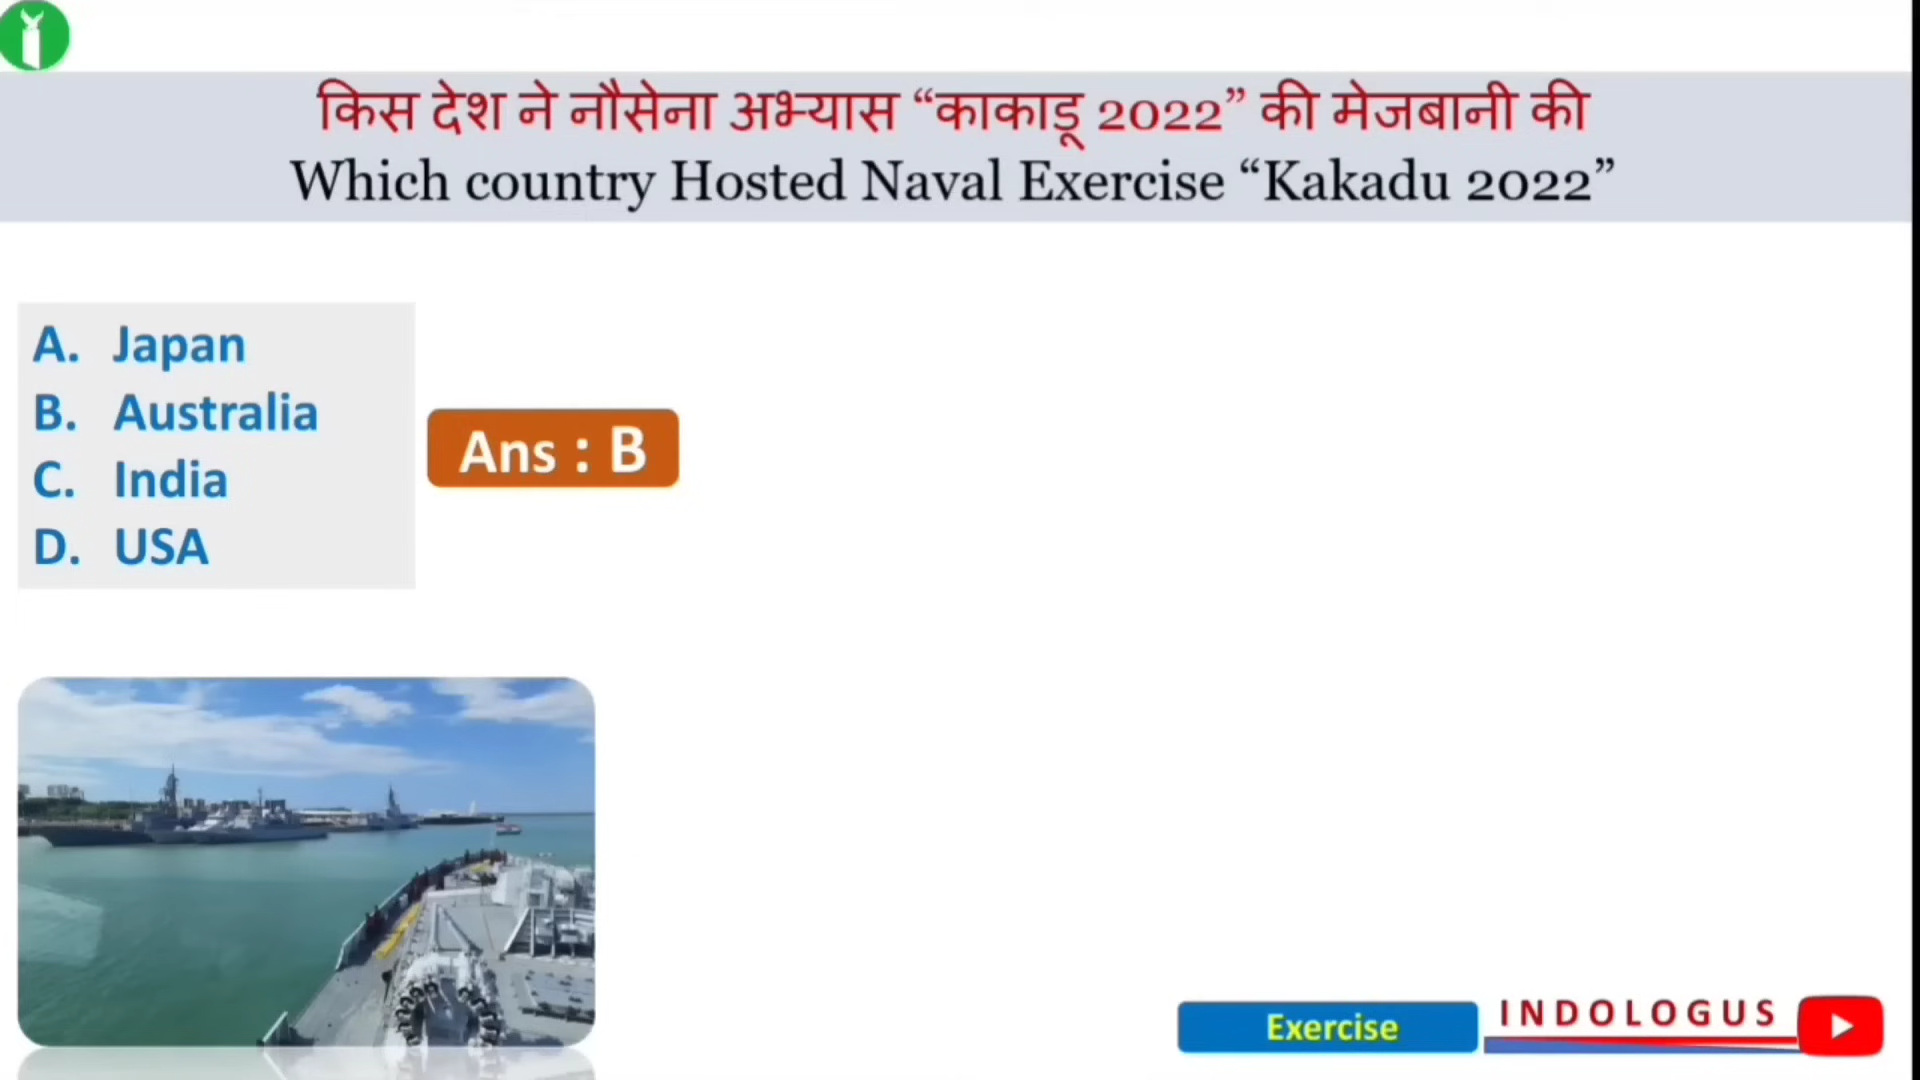 किस देश ने नौसेना अभ्यास “काकाडू 2022” की मेजबानी की
Which country Hosted Naval Exercise “Kakadu 2022”
A. Japan
B. Australia
C. India
D. USA
Ans : B
Exercise
INDOLOGUS